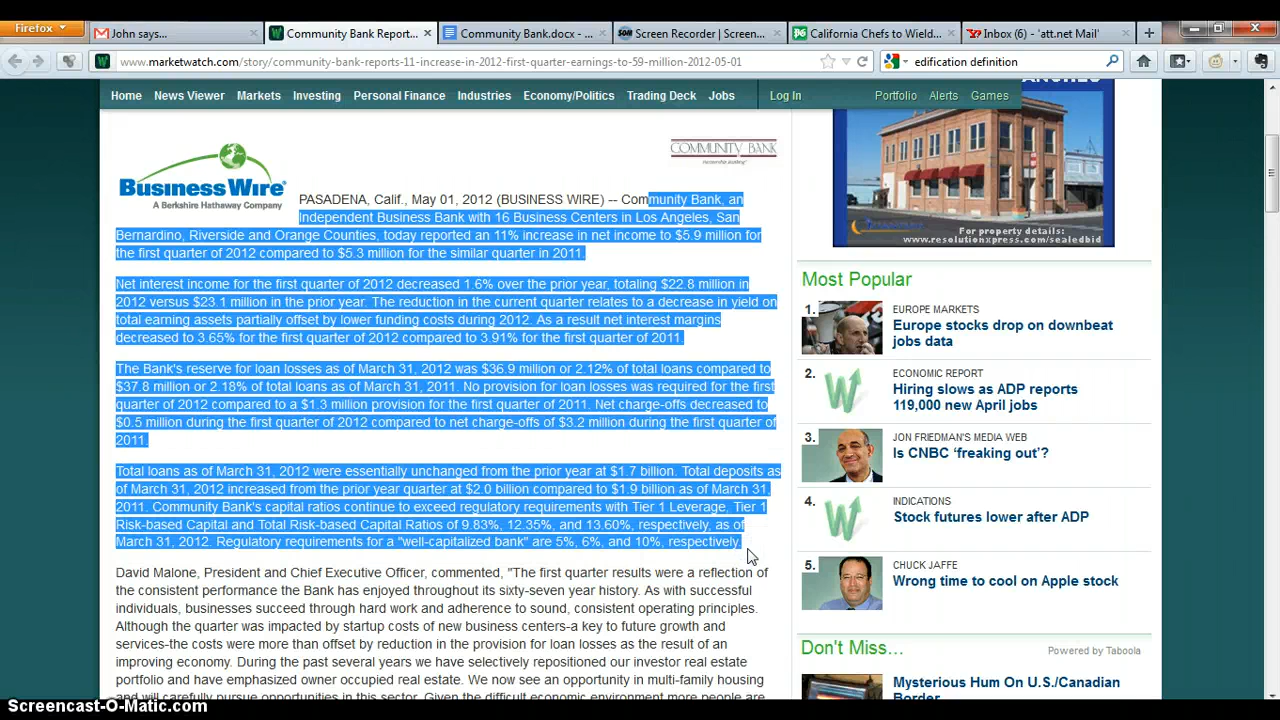 Firefox
John says...
Community Bank Report...
Community Bank.docx - ...
Screen Recorder | Screen...
California Chefs to Wield...
Inbox (6) - 'att.net Mail'
www.marketwatch.com/story/community-bank-reports-11-increase-in-2012-first-quarter-earnings-to-59-million-2012-05-01
edification definition
Home News Viewer Markets Investing Personal Finance Industries Economy/Politics Trading Deck Jobs Log In Portfolio Alerts Games
COMMUNITY BANK
Business Wire
A Berkshire Hathaway Company
PASADENA, Calif., May 01, 2012 (BUSINESS WIRE) -- Community Bank, an
Independent Business Bank with 16 Business Centers in Los Angeles, San
Bernardino, Riverside and Orange Counties, today reported an 11% increase in net income to $5.9 million for
the first quarter of 2012 compared to $5.3 million for the similar quarter in 2011.
Net interest income for the first quarter of 2012 decreased 1.6% over the prior year, totaling $22.8 million in
2012 versus $23.1 million in the prior year. The reduction in the current quarter relates to a decrease in yield on
total earning assets partially offset by lower funding costs during 2012. As a result net interest margins
decreased to 3.65% for the first quarter of 2012 compared to 3.91% for the first quarter of 2011.
The Bank's reserve for loan losses as of March 31, 2012 was $36.9 million or 2.12% of total loans compared to
$37.8 million or 2.18% of total loans as of March 31, 2011. No provision for loan losses was required for the first
quarter of 2012 compared to a $1.3 million provision for the first quarter of 2011. Net charge-offs decreased to
$0.5 million during the first quarter of 2012 compared to net charge-offs of $3.2 million during the first quarter of
2011.
Total loans as of March 31, 2012 were essentially unchanged from the prior year at $1.7 billion. Total deposits as
of March 31, 2012 increased from the prior year quarter at $2.0 billion compared to $1.9 billion as of March 31,
2011. Community Bank's capital ratios continue to exceed regulatory requirements with Tier 1 Leverage, Tier 1
Risk-based Capital and Total Risk-based Capital Ratios of 9.83%, 12.35%, and 13.60%, respectively, as of
March 31, 2012. Regulatory requirements for a "well-capitalized bank" are 5%, 6%, and 10%, respectively.
David Malone, President and Chief Executive Officer, commented, "The first quarter results were a reflection of
the consistent performance the Bank has enjoyed throughout its sixty-seven year history. As with successful
individuals, businesses succeed through hard work and adherence to sound, consistent operating principles.
Although the quarter was impacted by startup costs of new business centers-a key to future growth and
services-the costs were more than offset by reduction in the provision for loan losses as the result of an
improving economy. During the past several years we have selectively repositioned our investor real estate
portfolio and have emphasized owner occupied real estate. We now see an opportunity in multi-family housing
and will carefully pursue opportunities in this sector. Given the difficult economic environment more people are
For property details:
www.resolutionxpress.com/sealedbid
Most Popular
1. EUROPE MARKETS
Europe stocks drop on downbeat
jobs data
2. ECONOMIC REPORT
Hiring slows as ADP reports
119,000 new April jobs
3. JON FRIEDMAN'S MEDIA WEB
Is CNBC ‘freaking out’?
4. INDICATIONS
Stock futures lower after ADP
5. CHUCK JAFFE
Wrong time to cool on Apple stock
Don't Miss...
Powered by Taboola
Mysterious Hum On U.S./Canadian
Border
Screencast-O-Matic.com